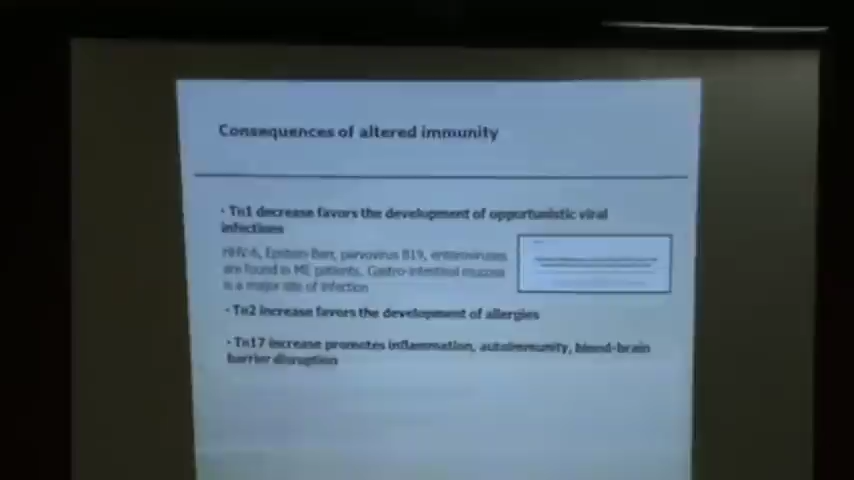 Consequences of altered immunity
• Th1 decrease favors the development of opportunistic viral
infections
HHV-6, Epstein Barr, parvovirus B19, enteroviruses
are found in ME patients. Gastro-intestinal mucosa
is a major site of infection
• Th2 increase favors the development of allergies
• Th17 increase promotes inflammation, autoimmunity, blood-brain
barrier disruption